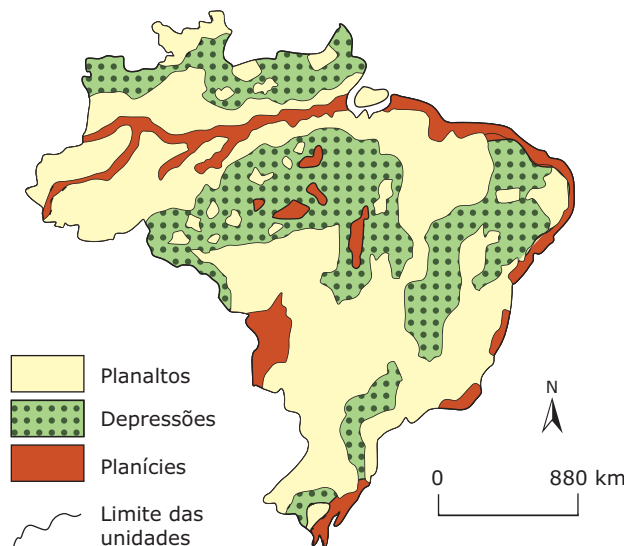 Planaltos
Depressões
Planícies
Limite das
unidades
N
0 880 km